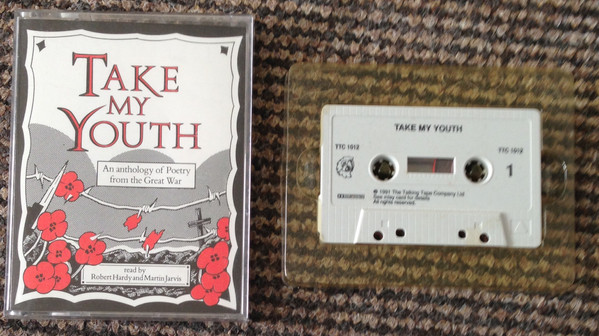 TAKE
MY
YOUTH
An anthology of Poetry
from the Great War
read by
Robert Hardy and Martin Jarvis
TAKE MY YOUTH
TTC 1012
TTC 1012
1
℗ 1991 The Talking Tape Company Ltd
See inlay card for details
All rights reserved.